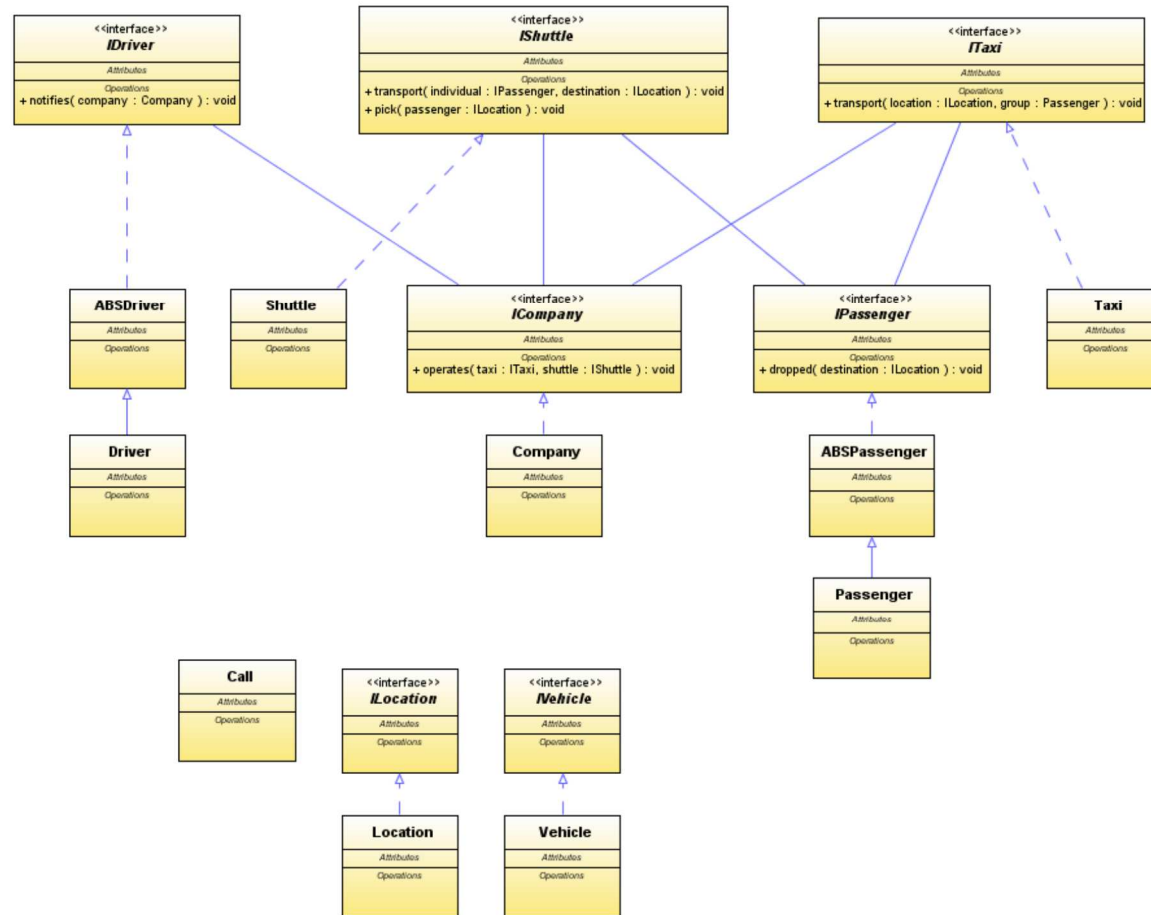 <<interface>>
IDriver
Attributes
Operations
+ notifies( company : Company ) : void
<<interface>>
IShuttle
Attributes
Operations
+ transport( individual : IPassenger, destination : ILocation ) : void
+ pick( passenger : ILocation ) : void
<<interface>>
ITaxi
Attributes
Operations
+ transport( location : ILocation, group : Passenger ) : void
ABSDriver
Attributes
Operations
Shuttle
Attributes
Operations
<<interface>>
ICompany
Attributes
Operations
+ operates( taxi : ITaxi, shuttle : IShuttle ) : void
<<interface>>
IPassenger
Attributes
Operations
+ dropped( destination : ILocation ) : void
Taxi
Attributes
Operations
Driver
Attributes
Operations
Company
Attributes
Operations
ABSPassenger
Attributes
Operations
Passenger
Attributes
Operations
Call
Attributes
Operations
<<interface>>
ILocation
Attributes
Operations
<<interface>>
IVehicle
Attributes
Operations
Location
Attributes
Operations
Vehicle
Attributes
Operations